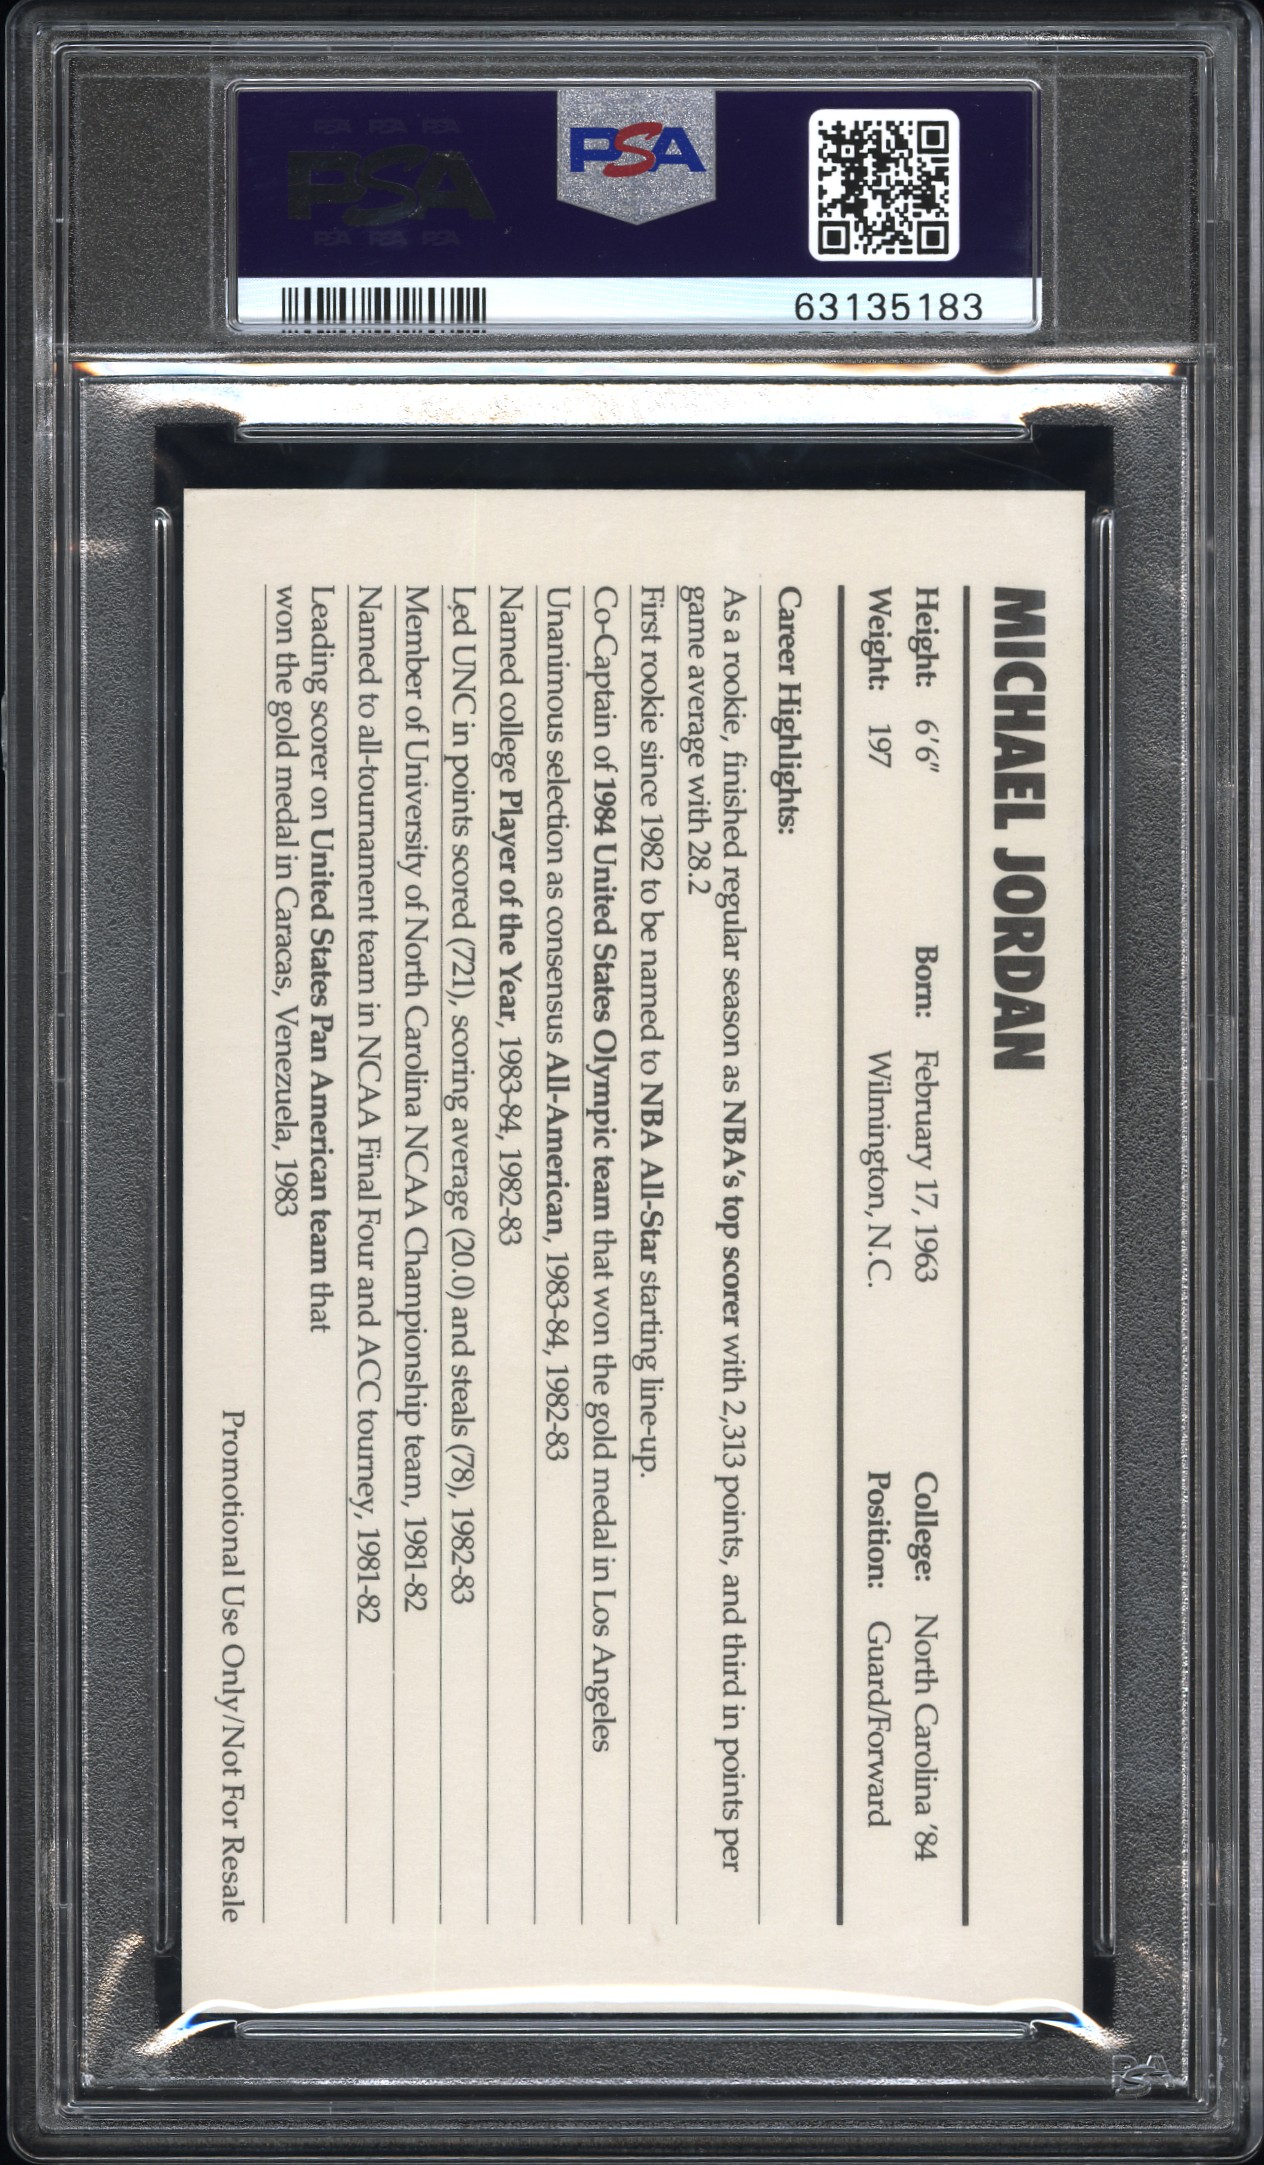 PSA PSA PSA
PSA
PSA PSA PSA
PSA
63135183
MICHAEL JORDAN
Height: 6'6" Born: February 17, 1963 College: North Carolina '84
Weight: 197 Wilmington, N.C. Position: Guard/Forward
Career Highlights:
As a rookie, finished regular season as NBA's top scorer with 2,313 points, and third in points per
game average with 28.2
First rookie since 1982 to be named to NBA All-Star starting line-up.
Co-Captain of 1984 United States Olympic team that won the gold medal in Los Angeles
Unanimous selection as consensus All-American, 1983-84, 1982-83
Named college Player of the Year, 1983-84, 1982-83
Led UNC in points scored (721), scoring average (20.0) and steals (78), 1982-83
Member of University of North Carolina NCAA Championship team, 1981-82
Named to all-tournament team in NCAA Final Four and ACC tourney, 1981-82
Leading scorer on United States Pan American team that
won the gold medal in Caracas, Venezuela, 1983
Promotional Use Only/Not For Resale
PSA